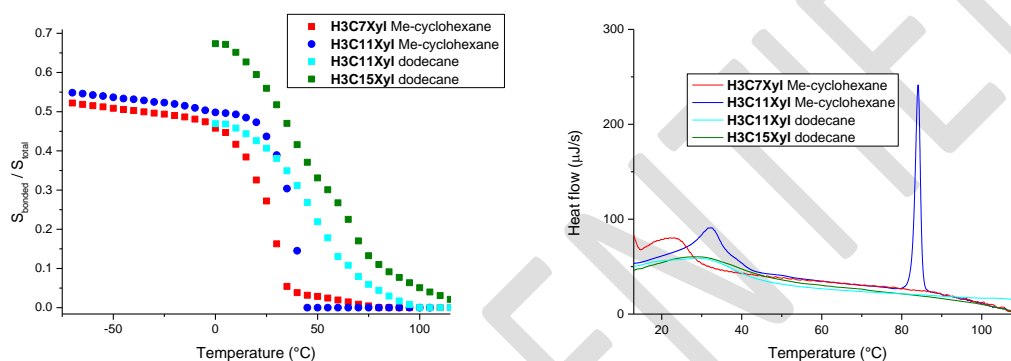 0.7
0.6
0.5
0.4
0.3
0.2
0.1
0.0
S_bonded / S_total
H3C7Xyl Me-cyclohexane
H3C11Xyl Me-cyclohexane
H3C11Xyl dodecane
H3C15Xyl dodecane
-50 0 50 100
Temperature (°C)
300
200
100
0
Heat flow (µJ/s)
H3C7Xyl Me-cyclohexane
H3C11Xyl Me-cyclohexane
H3C11Xyl dodecane
H3C15Xyl dodecane
20 40 60 80 100
Temperature (°C)